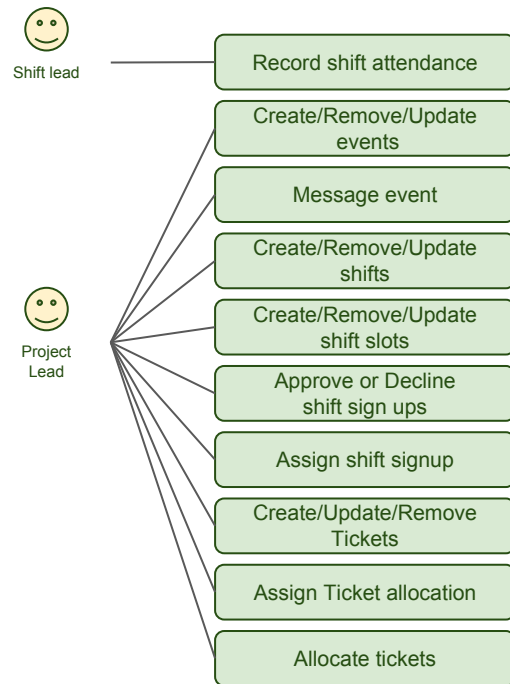 Shift lead
Record shift attendance
Create/Remove/Update
events
Message event
Create/Remove/Update
shifts
Project
Lead
Create/Remove/Update
shift slots
Approve or Decline
shift sign ups
Assign shift signup
Create/Update/Remove
Tickets
Assign Ticket allocation
Allocate tickets